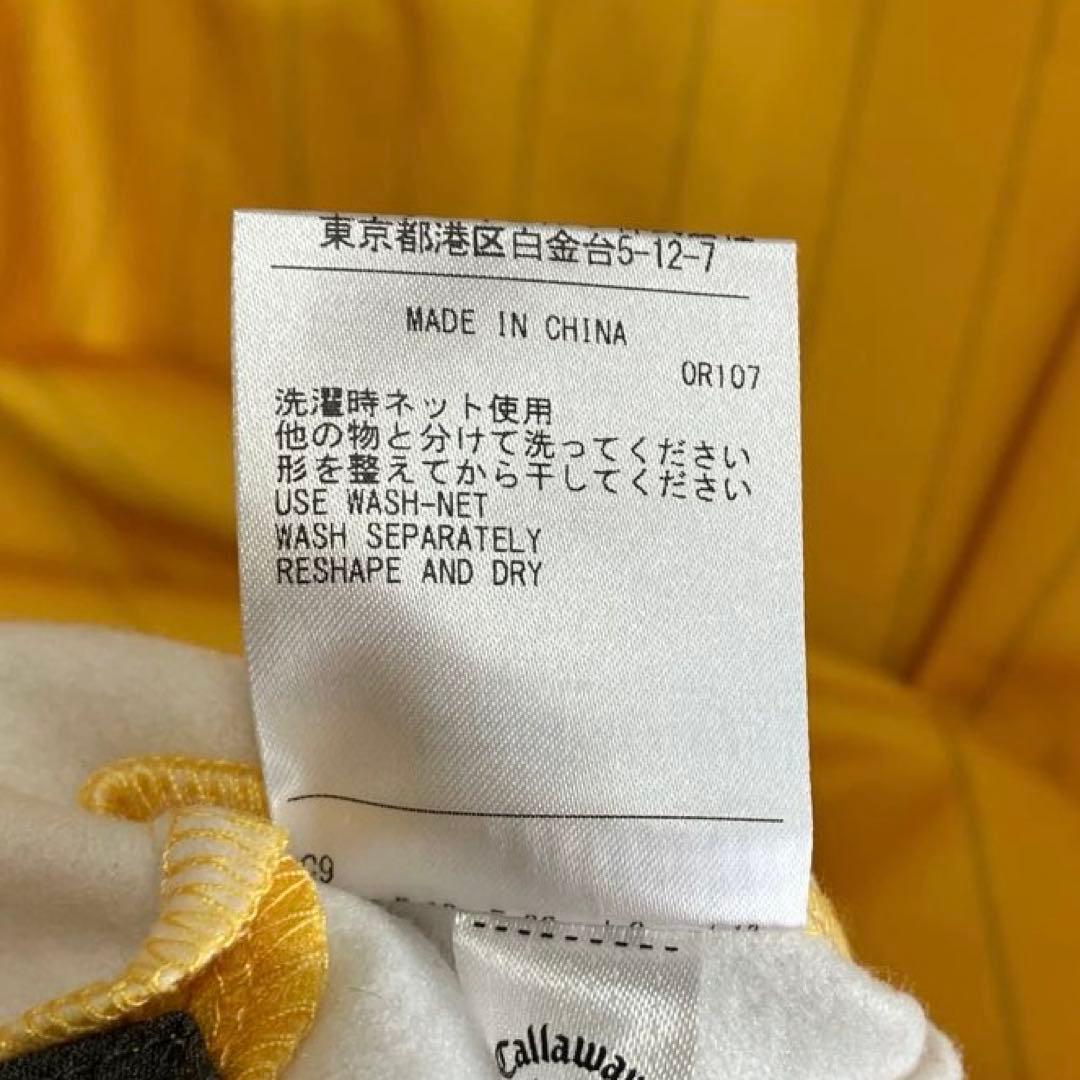 東京都港区白金台5-12-7
MADE IN CHINA
OR107
洗濯時ネット使用
他の物と分けて洗ってください
形を整えてから干してください
USE WASH-NET
WASH SEPARATELY
RESHAPE AND DRY
Callaway